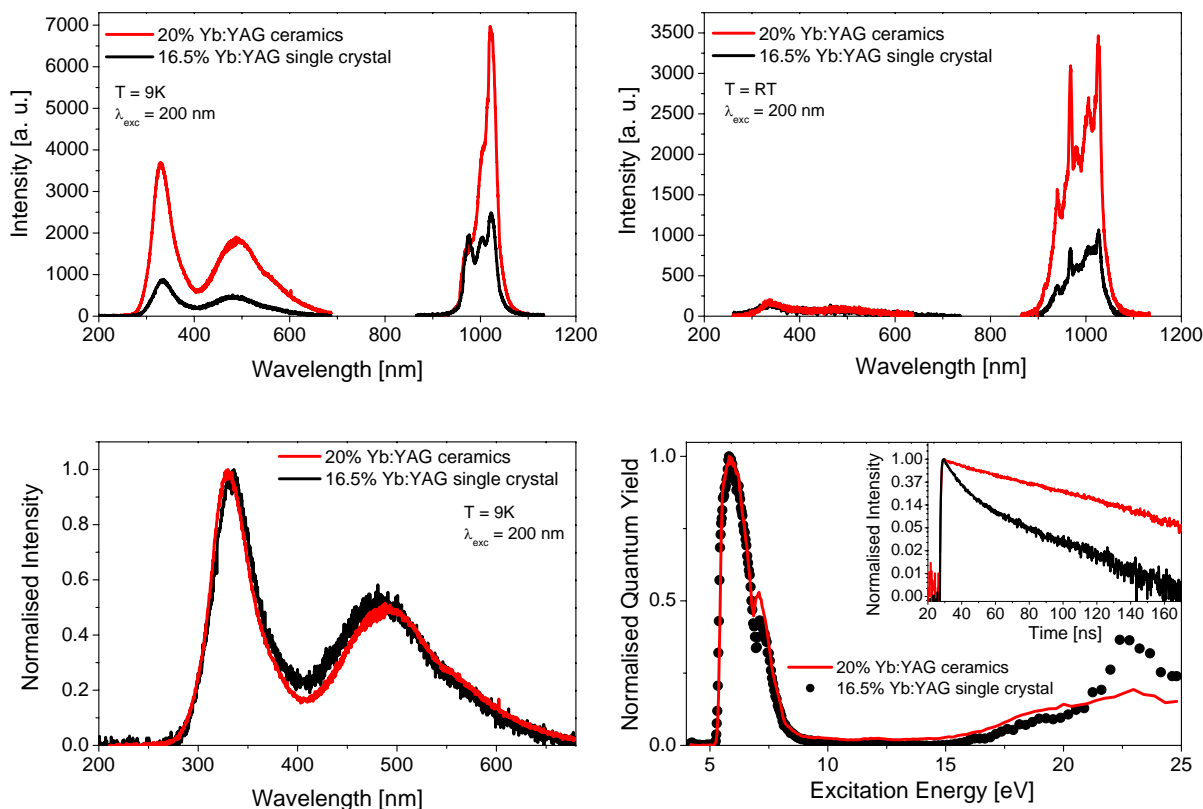 7000
6000
5000
4000
3000
2000
1000
0
Intensity [a. u.]
20% Yb:YAG ceramics
16.5% Yb:YAG single crystal
T = 9K
λexc = 200 nm
200 400 600 800 1000 1200
Wavelength [nm]
3500
3000
2500
2000
1500
1000
500
0
Intensity [a. u.]
20% Yb:YAG ceramics
16.5% Yb:YAG single crystal
T = RT
λexc = 200 nm
200 400 600 800 1000 1200
Wavelength [nm]
1.0
0.8
0.6
0.4
0.2
0.0
Normalised Intensity
20% Yb:YAG ceramics
16.5% Yb:YAG single crystal
T = 9K
λexc = 200 nm
200 300 400 500 600
Wavelength [nm]
1.0
0.5
0.0
Normalised Quantum Yield
1.00
0.37
0.14
0.05
0.02
0.01
0.00
Normalised Intensity
20 40 60 80 100 120 140 160
Time [ns]
20% Yb:YAG ceramics
16.5% Yb:YAG single crystal
5 10 15 20 25
Excitation Energy [eV]